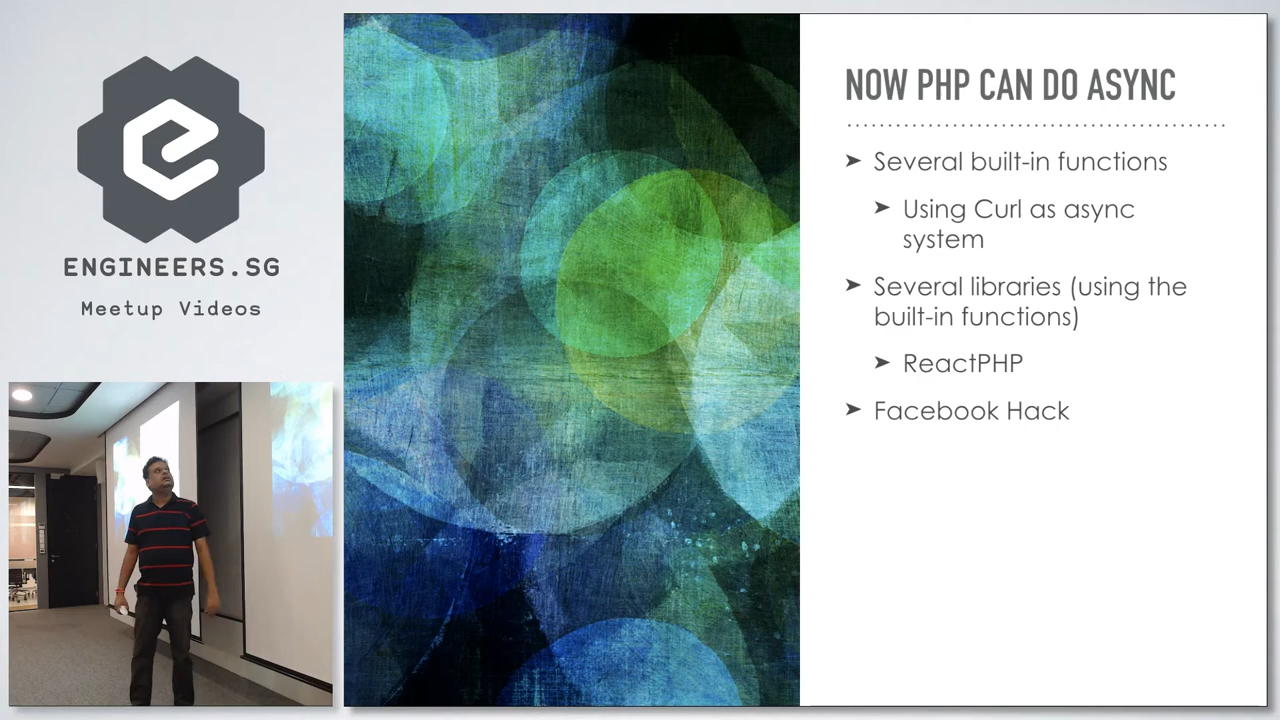 ENGINEERS.SG
Meetup Videos
NOW PHP CAN DO ASYNC
➤ Several built-in functions
➤ Using Curl as async
system
➤ Several libraries (using the
built-in functions)
➤ ReactPHP
➤ Facebook Hack